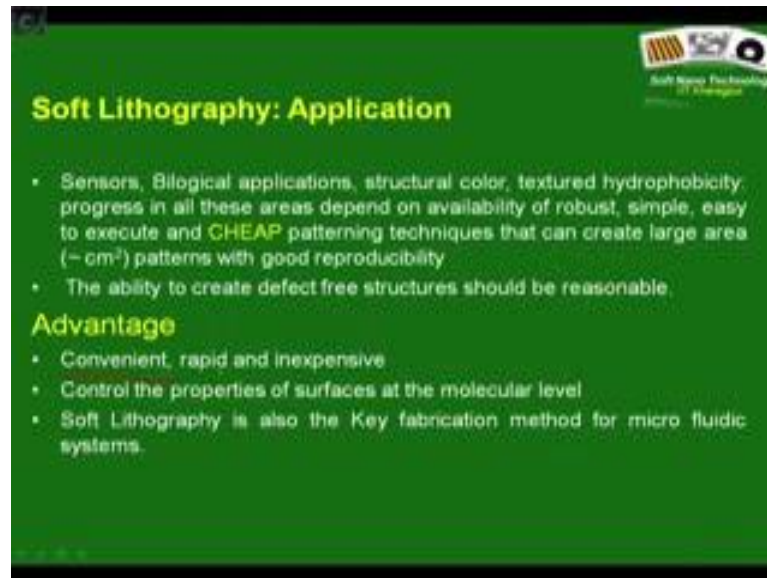 Soft Nano Technology
Soft Lithography: Application
• Sensors, Bilogical applications, structural color, textured hydrophobicity:
progress in all these areas depend on availability of robust, simple, easy
to execute and CHEAP patterning techniques that can create large area
(~ cm²) patterns with good reproducibility
• The ability to create defect free structures should be reasonable.
Advantage
• Convenient, rapid and inexpensive
• Control the properties of surfaces at the molecular level
• Soft Lithography is also the Key fabrication method for micro fluidic
systems.